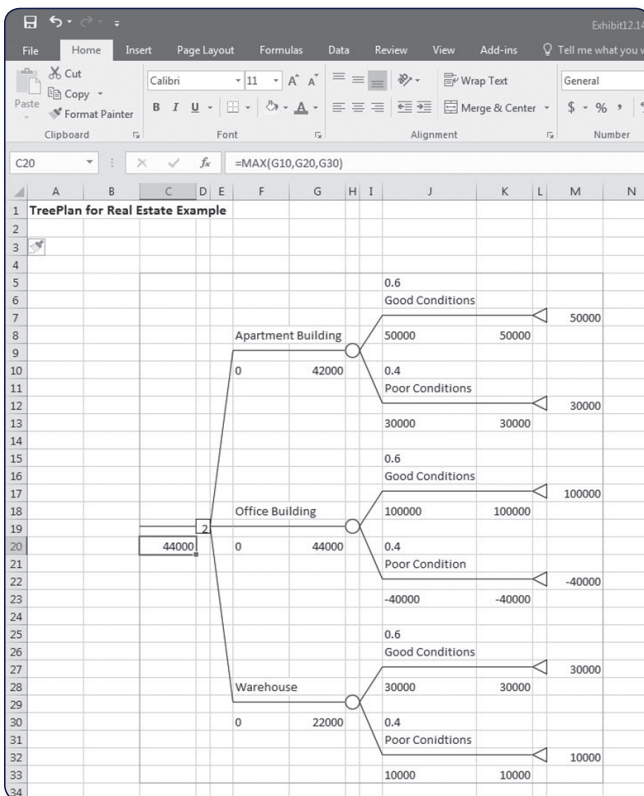 Exhibit12.14
File Home Insert Page Layout Formulas Data Review View Add-ins Tell me what you
Cut
Copy
Format Painter
Paste
Calibri 11 A A
B I U A
Wrap Text
Merge & Center
General
$ % ,
Clipboard Font Alignment Number
C20 fx =MAX(G10,G20,G30)
A B C D E F G H I J K L M N
1 TreePlan for Real Estate Example
2
3
4
5 0.6
6 Good Conditions
7 50000
8 Apartment Building 50000 50000
9
10 0 42000 0.4
11 Poor Conditions
12 30000
13 30000 30000
14
15 0.6
16 Good Conditions
17 100000
18 Office Building 100000 100000
19 2
20 44000 0 44000 0.4
21 Poor Condition
22 -40000
23 -40000 -40000
24
25 0.6
26 Good Conditions
27 30000
28 Warehouse 30000 30000
29
30 0 22000 0.4
31 Poor Conidtions
32 10000
33 10000 10000
34